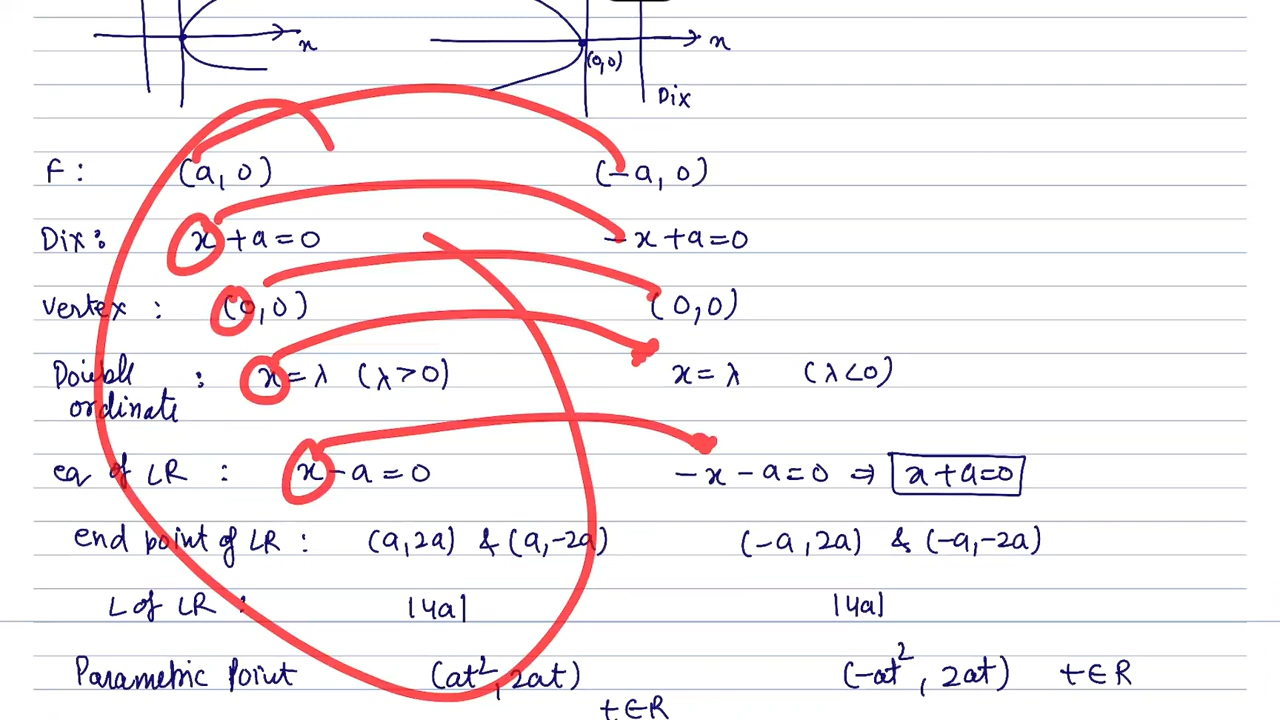 x x
(0,0)
Dix
F : (a, 0) (-a, 0)
Dix: x + a = 0 - x + a = 0
Vertex : (0, 0) (0, 0)
Double : x = λ (λ > 0) x = λ (λ < 0)
ordinate
eq of LR : x - a = 0 - x - a = 0 ⇒ x + a = 0
end point of LR : (a, 2a) & (a, -2a) (-a, 2a) & (-a, -2a)
L of LR : |4a| |4a|
Parametric Point (at², 2at) (-at², 2at) t ∈ R
t ∈ R